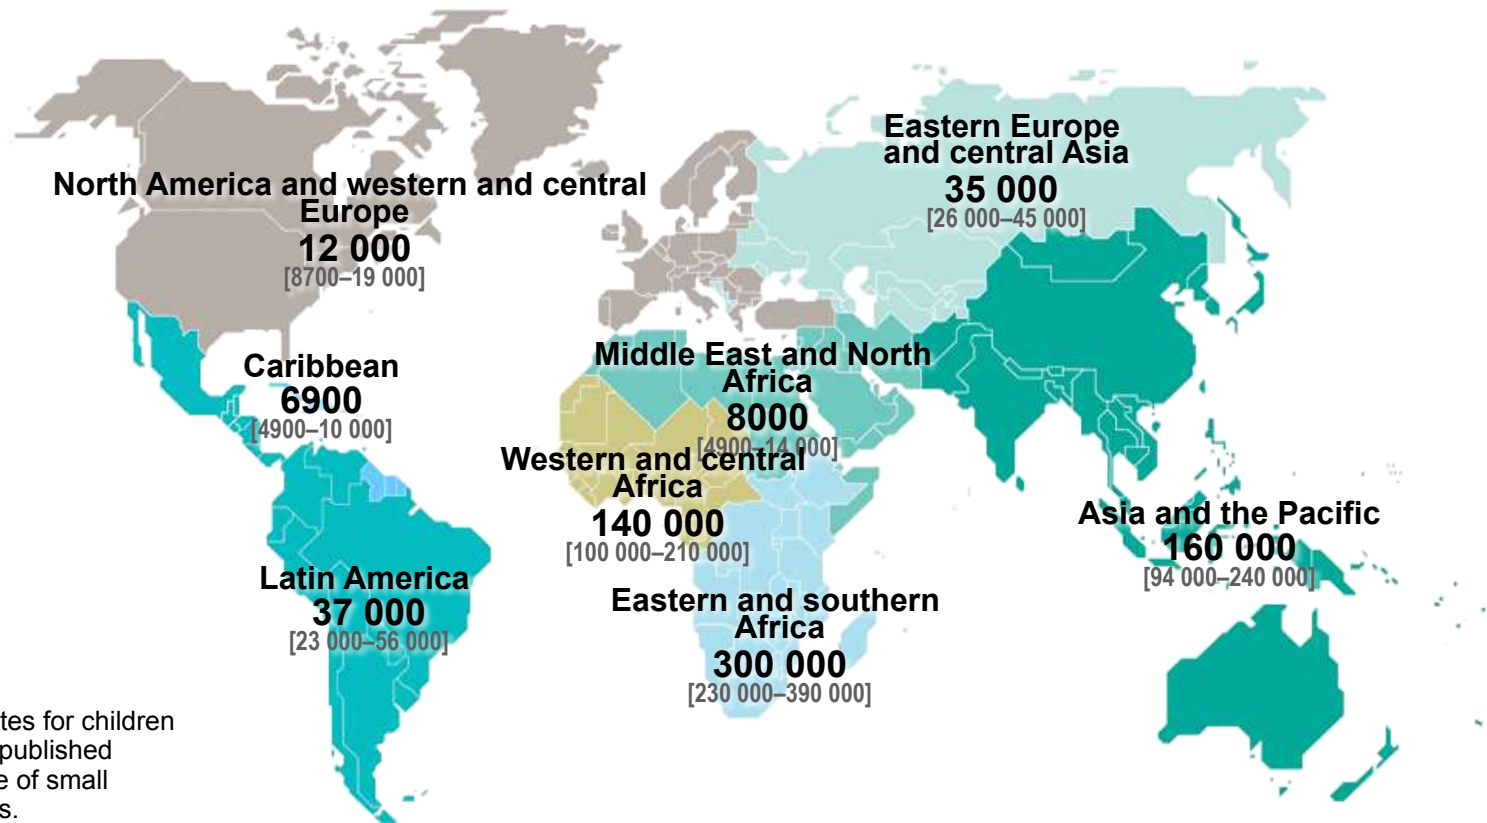 Eastern Europe
and central Asia
35 000
[26 000–45 000]
North America and western and central
Europe
12 000
[8700–19 000]
Middle East and North
Africa
8000
[4900–14 000]
Caribbean
6900
[4900–10 000]
Western and central
Africa
140 000
[100 000–210 000]
Asia and the Pacific
160 000
[94 000–240 000]
Latin America
37 000
[23 000–56 000]
Eastern and southern
Africa
300 000
[230 000–390 000]
for children
published
of small